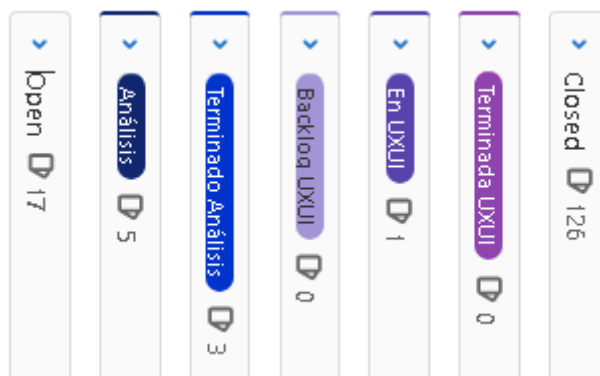 Open 17
Análisis 5
Terminado Análisis 3
Backlog UXUI 0
En UXUI 1
Terminada UXUI 0
Closed 126